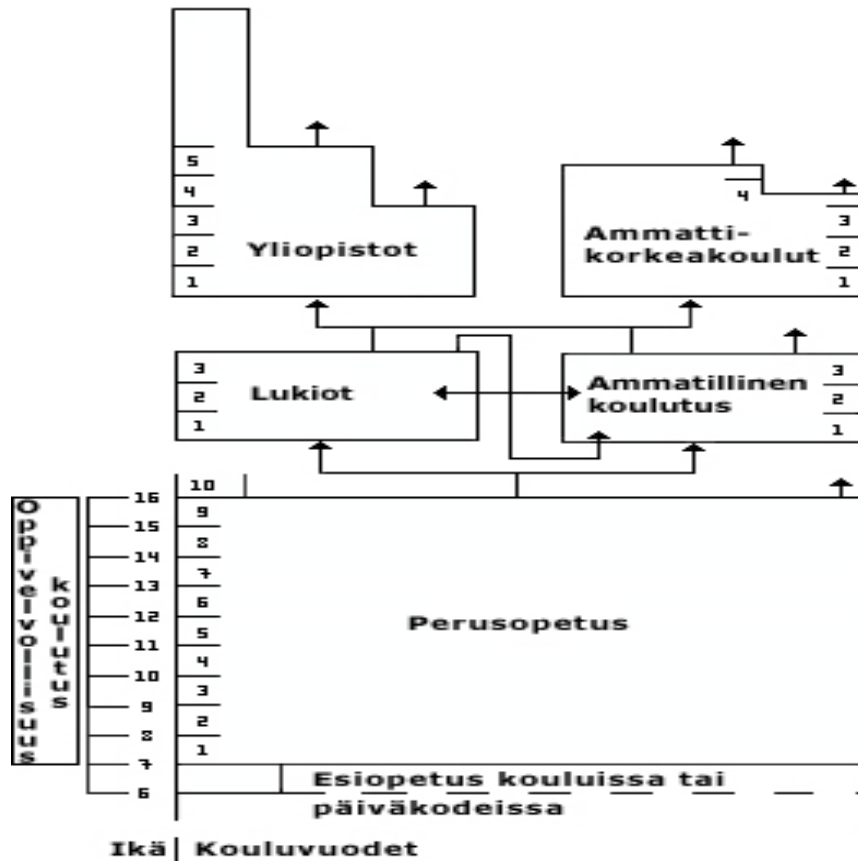 5
4
3
2
1
Yliopistot
4
3
2
1
Ammatti-
korkeakoulut
3
2
1
Lukiot
3
2
1
Ammatillinen
koulutus
Oppivelvollisuus
koulutus
16
15
14
13
12
11
10
9
8
7
6
10
9
8
7
6
5
4
3
2
1
Perusopetus
Esiopetus kouluissa tai
päiväkodeissa
Ikä
Kouluvuodet